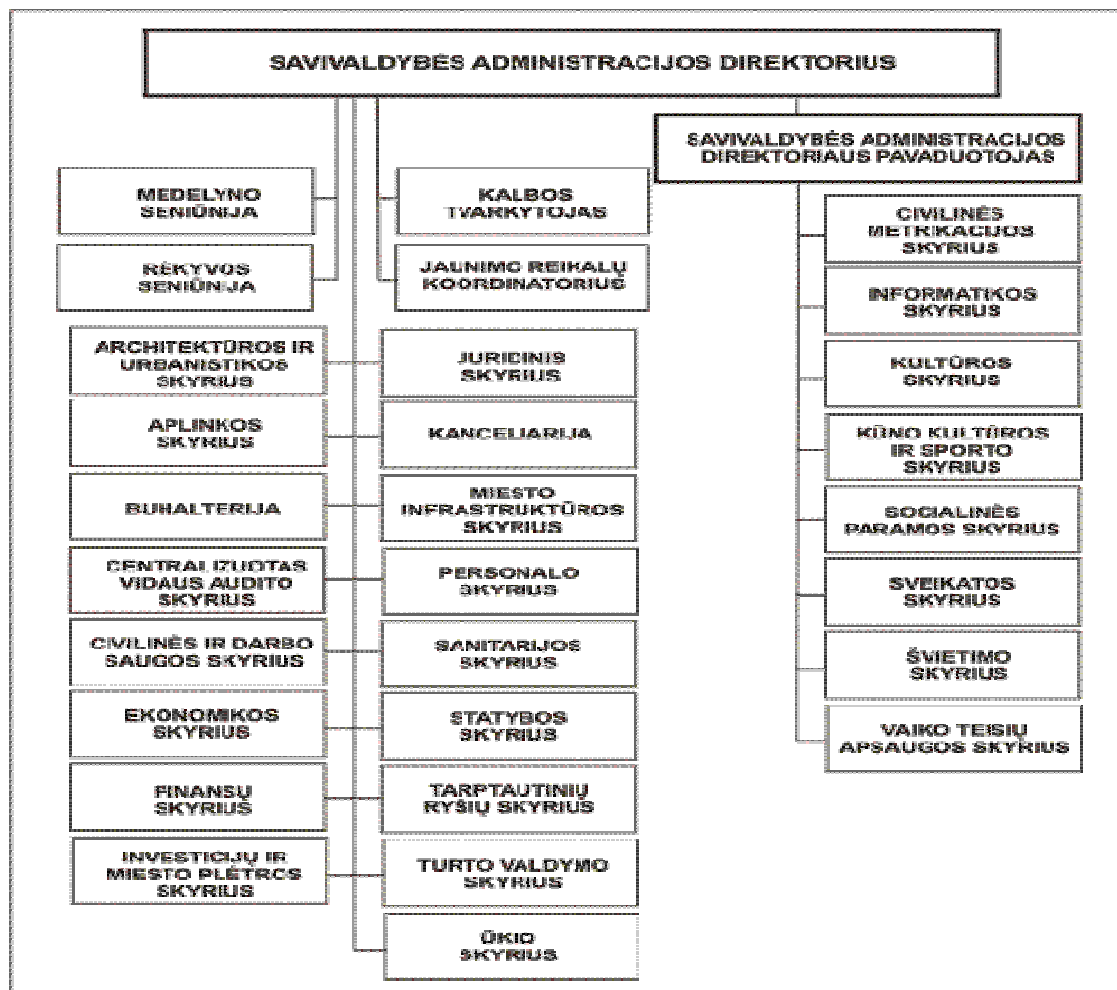 SAVIVALDYBĖS ADMINISTRACIJOS DIREKTORIUS
SAVIVALDYBĖS ADMINISTRACIJOS
DIREKTORIAUS PAVADUOTOJAS
MEDELYNO
SENIŪNIJA
KALBOS
TVARKYTOJAS
RĖKYVOS
SENIŪNIJA
JAUNIMO REIKALŲ
KOORDINATORIUS
ARCHITEKTŪROS IR
URBANISTIKOS
SKYRIUS
JURIDINIS
SKYRIUS
APLINKOS
SKYRIUS
KANCELIARIJA
BUHALTERIJA
MIESTO
INFRASTRUKTŪROS
SKYRIUS
CENTRALIZUOTAS
VIDAUS AUDITO
SKYRIUS
PERSONALO
SKYRIUS
CIVILINĖS IR DARBO
SAUGOS SKYRIUS
SANITARIJOS
SKYRIUS
EKONOMIKOS
SKYRIUS
STATYBOS
SKYRIUS
FINANSŲ
SKYRIUS
TARPTAUTINIŲ
RYŠIŲ SKYRIUS
INVESTICIJŲ IR
MIESTO PLĖTROS
SKYRIUS
TURTO VALDYMO
SKYRIUS
ŪKIO
SKYRIUS
CIVILINĖS
METRIKACIJOS
SKYRIUS
INFORMATIKOS
SKYRIUS
KULTŪROS
SKYRIUS
KŪNO KULTŪROS
IR SPORTO
SKYRIUS
SOCIALINĖS
PARAMOS SKYRIUS
SVEIKATOS
SKYRIUS
ŠVIETIMO
SKYRIUS
VAIKO TEISIŲ
APSAUGOS SKYRIUS